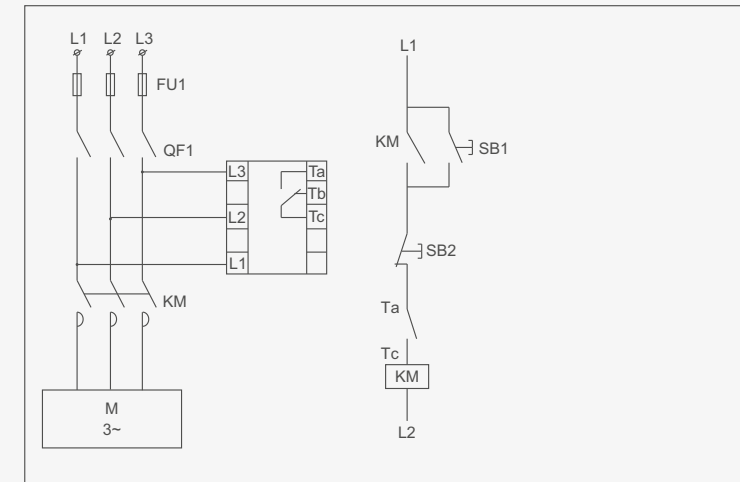 L1 L2 L3
FU1
QF1
L3 Ta
Tb
L2 Tc
L1
KM
M
3~
L1
KM SB1
SB2
Ta
Tc
KM
L2